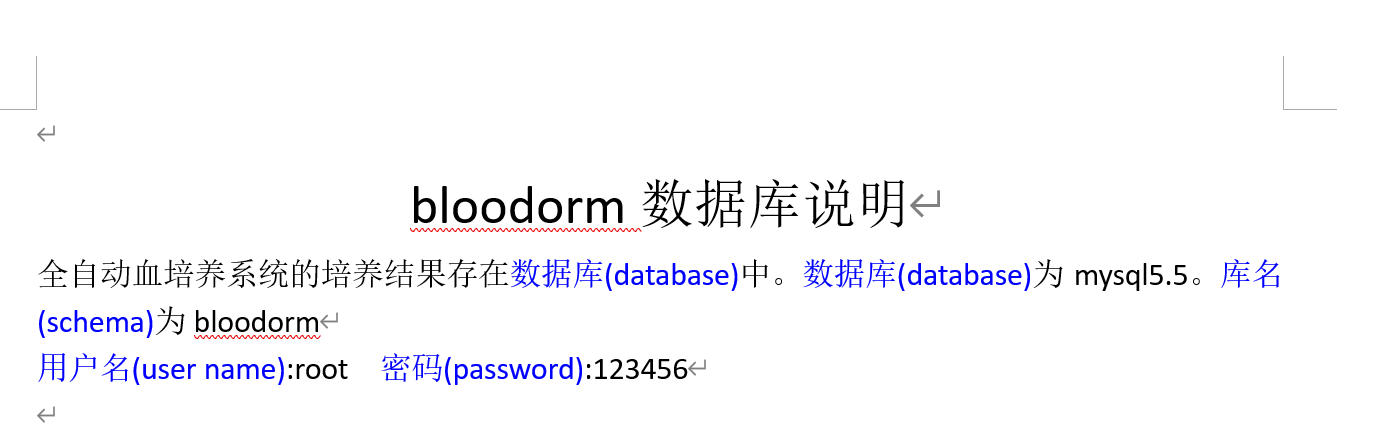 bloodorm 数据库说明
全自动血培养系统的培养结果存在数据库(database)中。数据库(database)为 mysql5.5。库名
(schema)为 bloodorm
用户名(user name):root 密码(password):123456